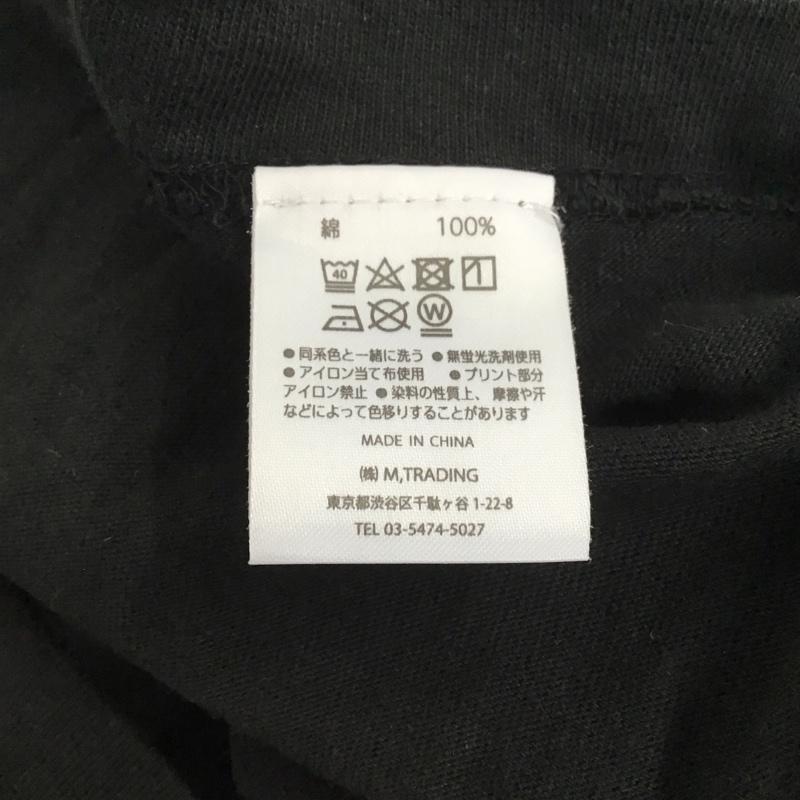 綿 100%
40
W
●同系色と一緒に洗う ●無蛍光洗剤使用
●アイロン当て布使用 ●プリント部分
アイロン禁止 ●染料の性質上、摩擦や汗
などによって色移りすることがあります
MADE IN CHINA
㈱ M,TRADING
東京都渋谷区千駄ヶ谷 1-22-8
TEL 03-5474-5027